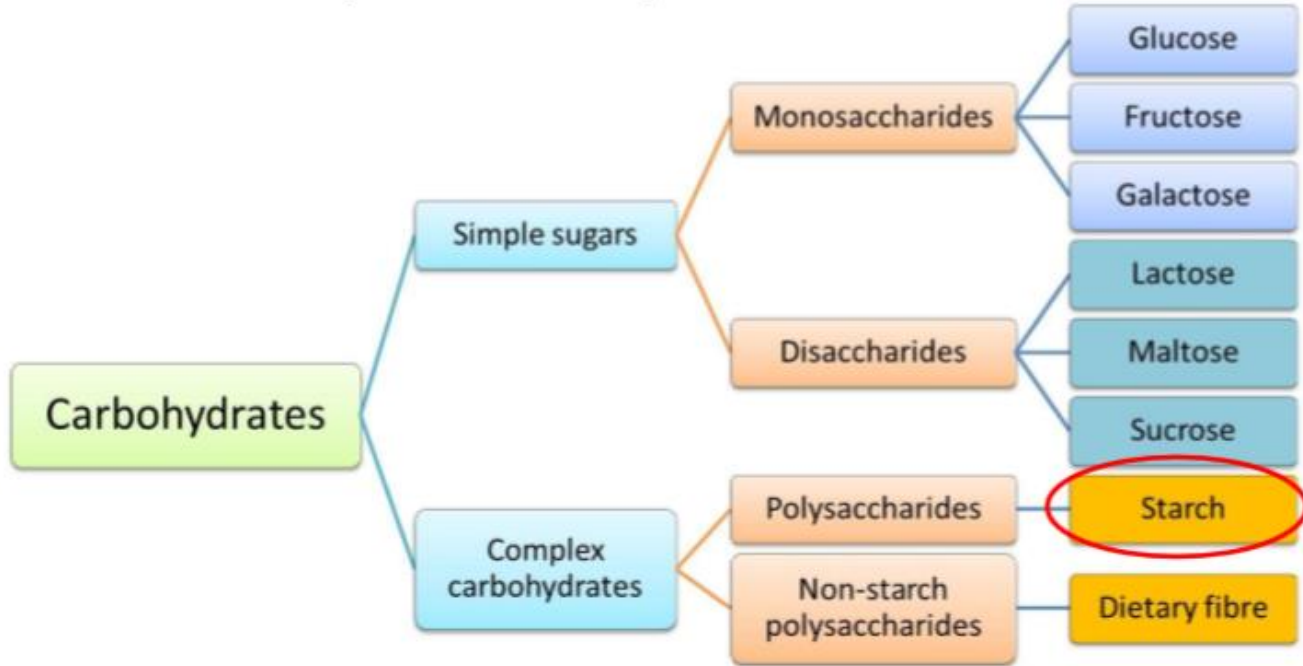 Glucose
Monosaccharides
Fructose
Galactose
Simple sugars
Lactose
Disaccharides
Maltose
Carbohydrates
Sucrose
Polysaccharides
Starch
Complex
carbohydrates
Non-starch
polysaccharides
Dietary fibre